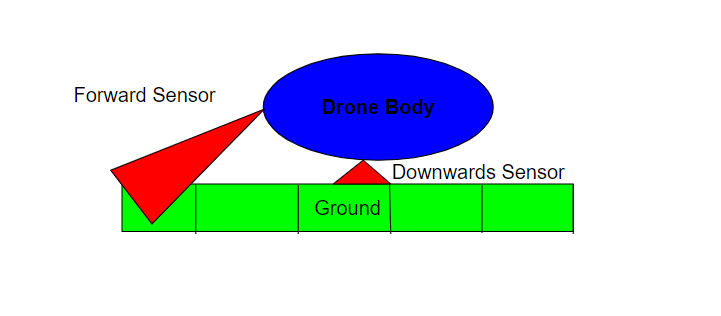 Forward Sensor
Drone Body
Downwards Sensor
Ground